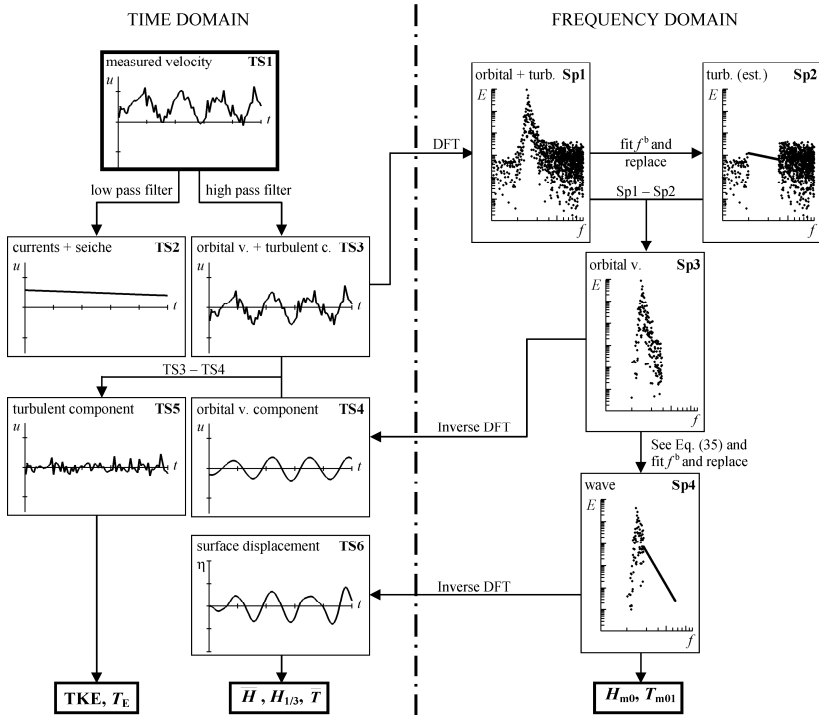 TIME DOMAIN
FREQUENCY DOMAIN
measured velocity TS1
u
t
low pass filter
high pass filter
currents + seiche TS2
u
t
orbital v. + turbulent c. TS3
u
t
DFT
orbital + turb. Sp1
E
f
fit f^b and
replace
Sp1 – Sp2
turb. (est.) Sp2
E
f
orbital v. Sp3
E
f
TS3 – TS4
turbulent component TS5
u
t
orbital v. component TS4
u
t
Inverse DFT
See Eq. (35) and
fit f^b and replace
wave Sp4
E
f
surface displacement TS6
η
t
Inverse DFT
TKE, T_E
H̅, H_1/3, T̅
H_m0, T_m01